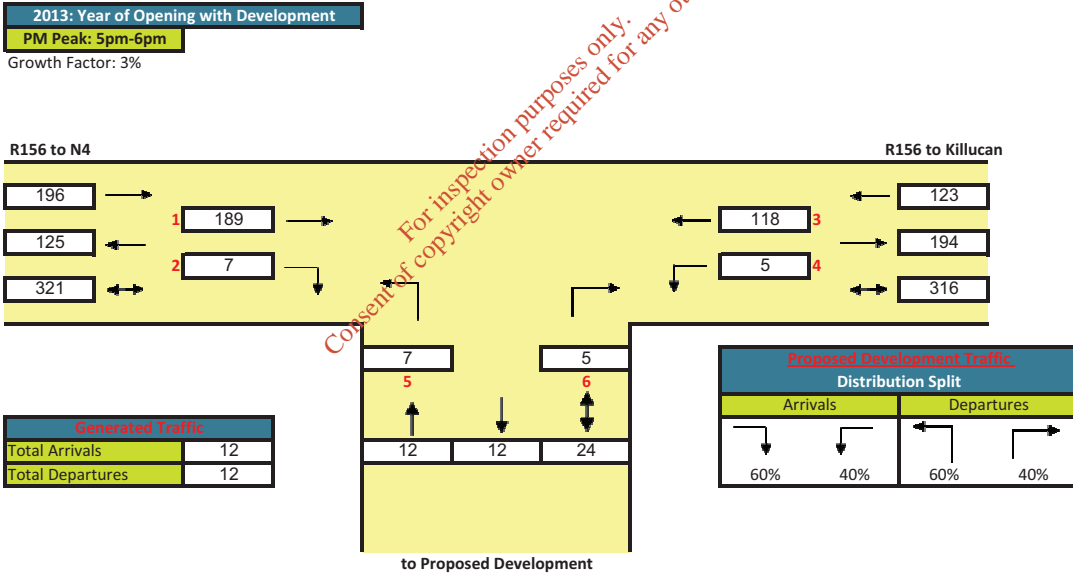 2013: Year of Opening with Development
PM Peak: 5pm-6pm
Growth Factor: 3%
For inspection purposes only.
Consent of copyright owner required for any
R156 to N4
R156 to Killucan
196
123
1 189
118 3
125
194
2 7
5 4
321
316
7
5
5
6
Proposed Development Traffic
Distribution Split
Arrivals
Departures
60%
40%
60%
40%
Generated Traffic
Total Arrivals 12
Total Departures 12
12
12
24
to Proposed Development